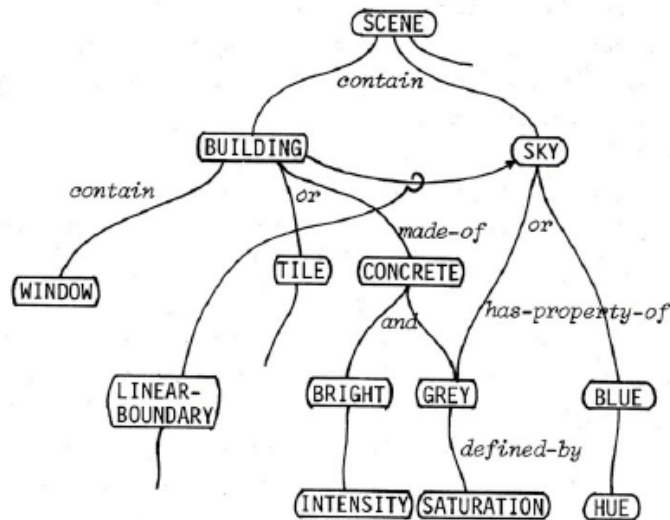 SCENE
contain
BUILDING
SKY
contain
or
or
made-of
TILE
CONCRETE
WINDOW
and
has-property-of
LINEAR-
BOUNDARY
BRIGHT
GREY
BLUE
defined-by
INTENSITY
SATURATION
HUE